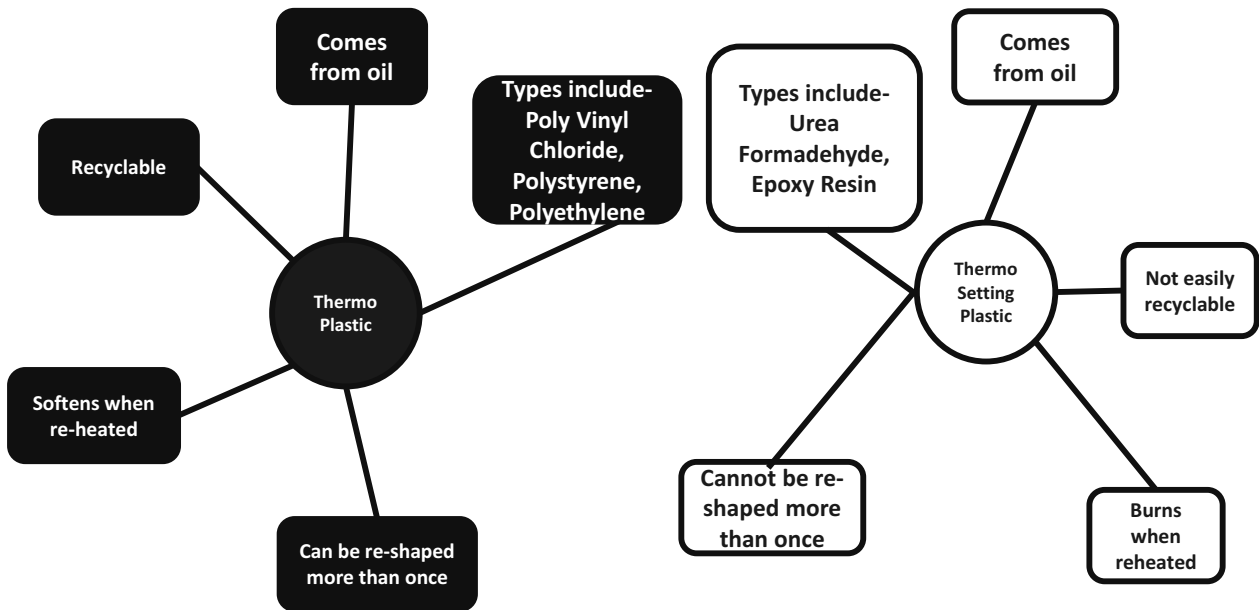 Comes
from oil
Types include-
Poly Vinyl
Chloride,
Polystyrene,
Polyethylene
Recyclable
Thermo
Plastic
Softens when
re-heated
Can be re-shaped
more than once
Types include-
Urea
Formadehyde,
Epoxy Resin
Comes
from oil
Thermo
Setting
Plastic
Not easily
recyclable
Cannot be re-
shaped more
than once
Burns
when
reheated